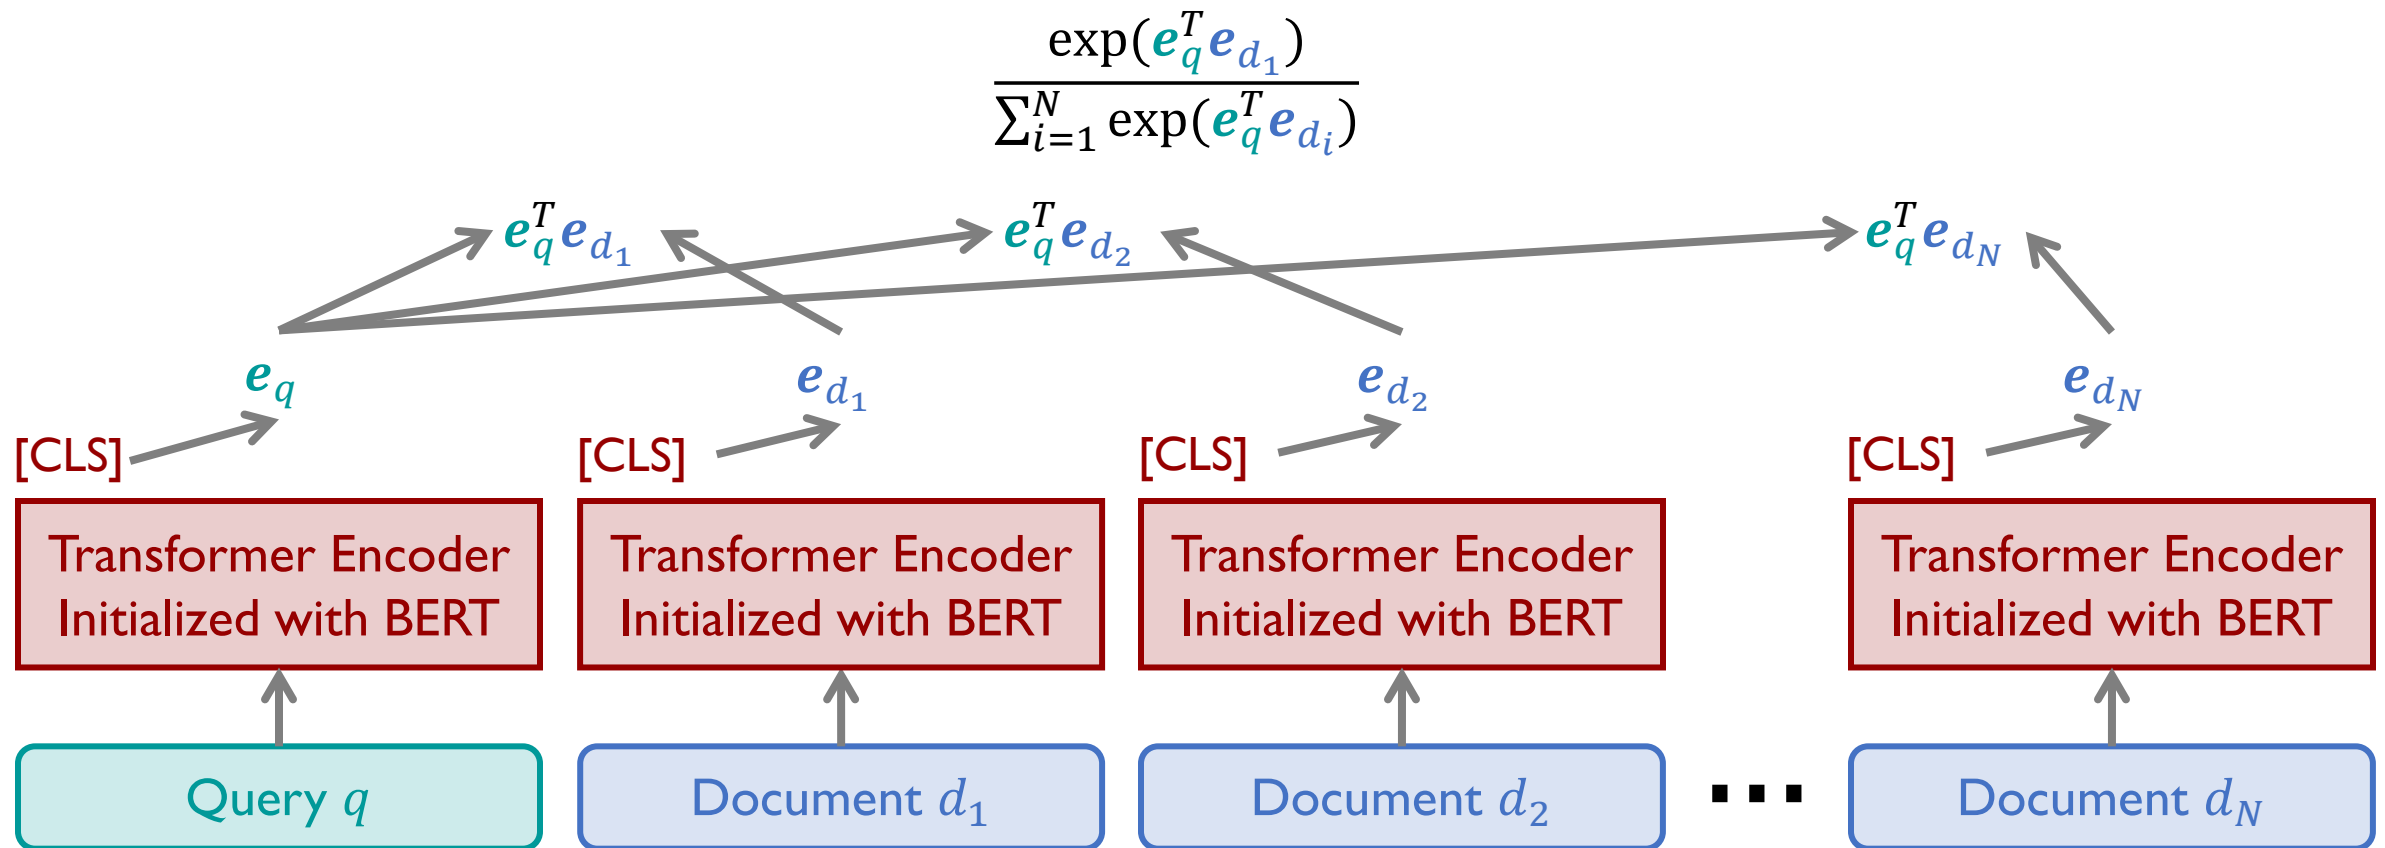 exp(e_q^T e_{d_1})
∑_{i=1}^N exp(e_q^T e_{d_i})
e_q^T e_{d_1} e_q^T e_{d_2} e_q^T e_{d_N}
e_q e_{d_1} e_{d_2} e_{d_N}
[CLS] [CLS] [CLS] [CLS]
Transformer Encoder
Initialized with BERT
Transformer Encoder
Initialized with BERT
Transformer Encoder
Initialized with BERT
Transformer Encoder
Initialized with BERT
Query q
Document d_1
Document d_2
...
Document d_N